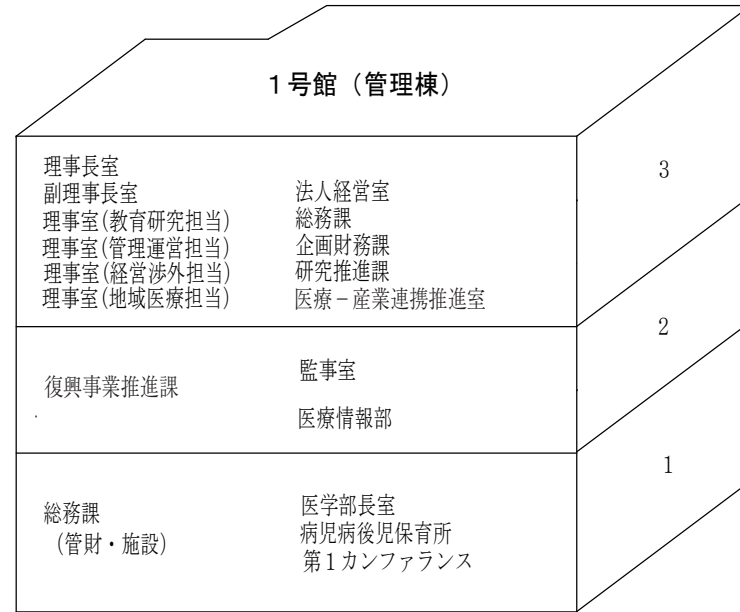 1号館（管理棟）
理事長室
副理事長室
理事室(教育研究担当)
理事室(管理運営担当)
理事室(経営渉外担当)
理事室(地域医療担当)
法人経営室
総務課
企画財務課
研究推進課
医療－産業連携推進室
3
復興事業推進課
監事室
医療情報部
2
総務課
（管財・施設）
医学部長室
病児病後児保育所
第1カンファランス
1